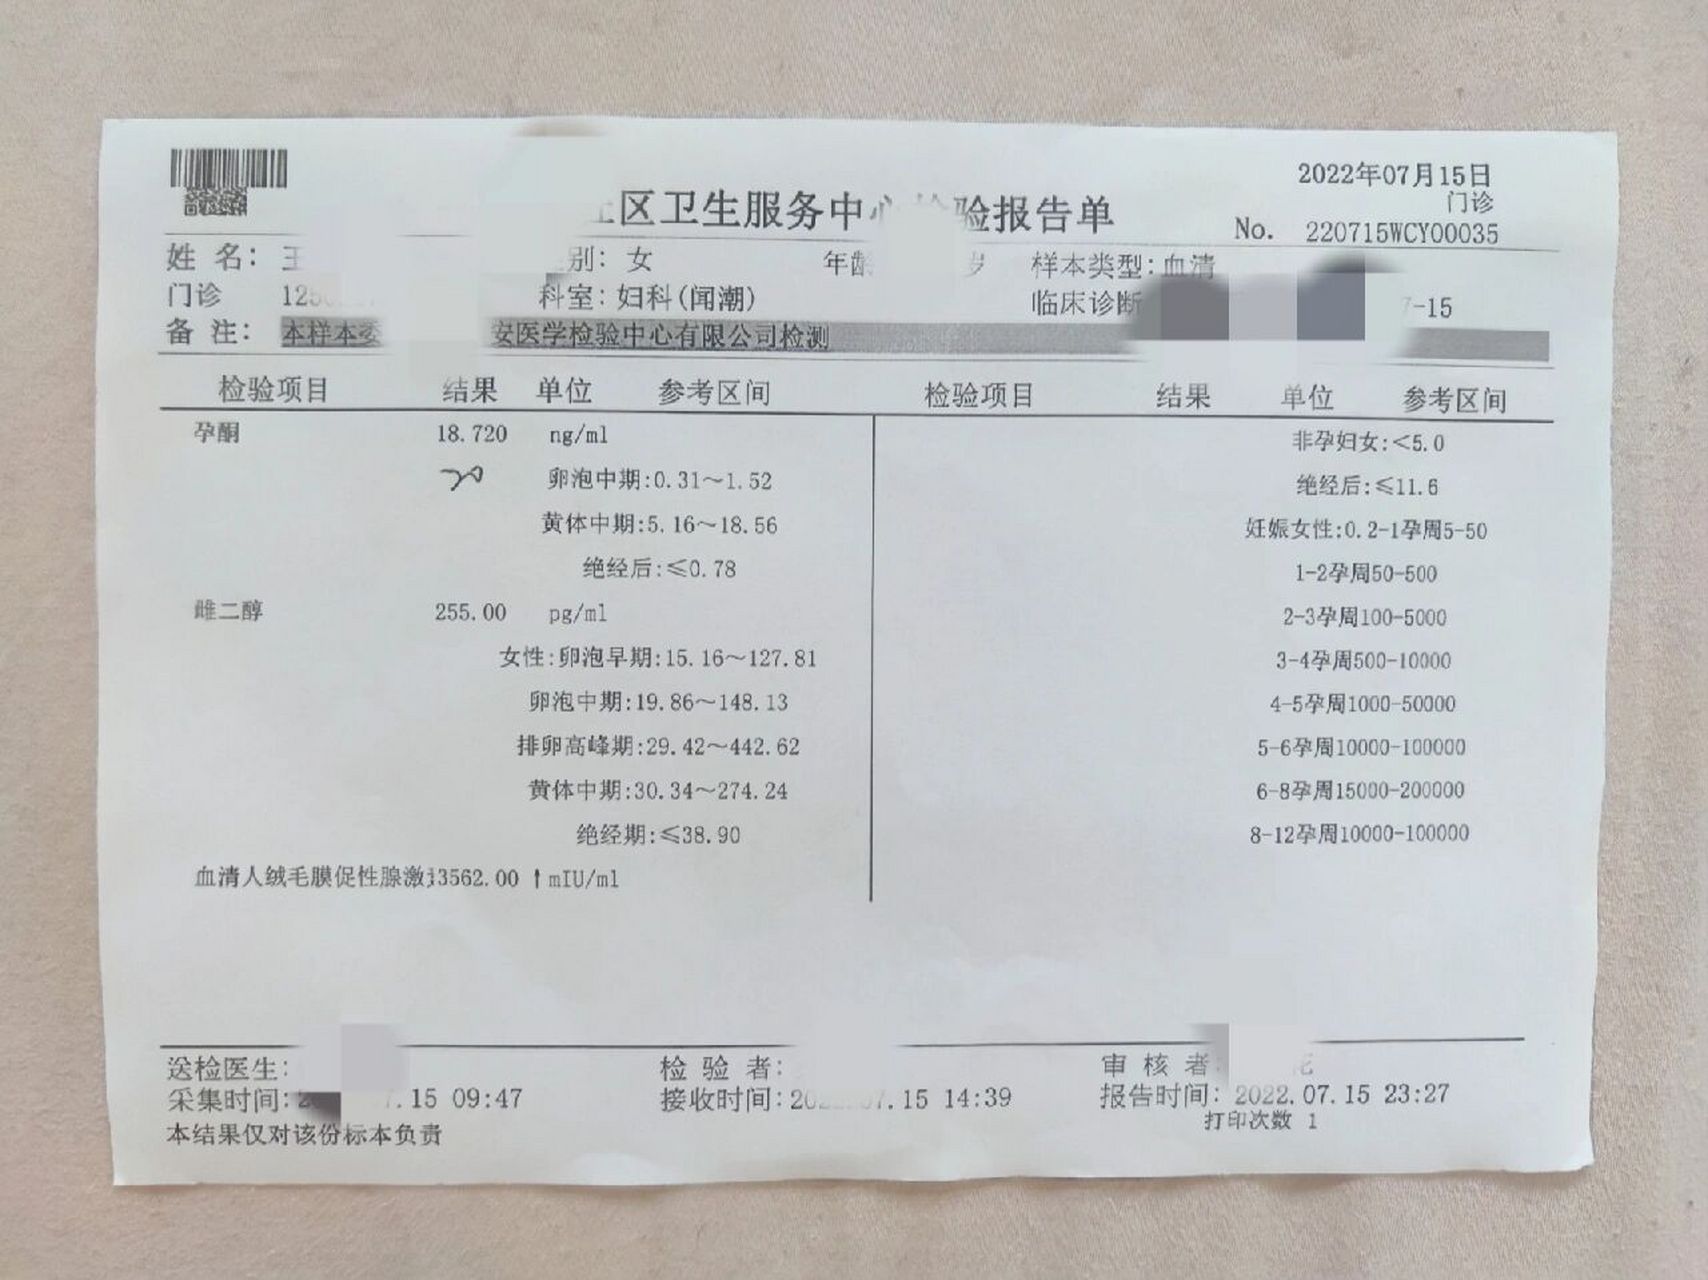 2022年07月15日
区卫生服务中心 验报告单
门诊
No. 220715WCY00035
姓 名: 王 别: 女 年龄 岁 样本类型: 血清
门诊 125 科室: 妇科(闻潮) 临床诊断 7-15
备 注: 本样本委 安医学检验中心有限公司检测
检验项目 结果 单位 参考区间 检验项目 结果 单位 参考区间
孕酮 18.720 ng/ml
卵泡中期:0.31~1.52
黄体中期:5.16~18.56
绝经后:≤0.78
雌二醇 255.00 pg/ml
女性:卵泡早期:15.16~127.81
卵泡中期:19.86~148.13
排卵高峰期:29.42~442.62
黄体中期:30.34~274.24
绝经期:≤38.90
血清人绒毛膜促性腺激 3562.00 ↑ mIU/ml
非孕妇女:<5.0
绝经后:≤11.6
妊娠女性:0.2-1孕周5-50
1-2孕周50-500
2-3孕周100-5000
3-4孕周500-10000
4-5孕周1000-50000
5-6孕周10000-100000
6-8孕周15000-200000
8-12孕周10000-100000
送检医生: 检 验 者: 审 核 者:
采集时间:2 .15 09:47 接收时间:202 07.15 14:39 报告时间: 2022.07.15 23:27
本结果仅对该份标本负责 打印次数 1